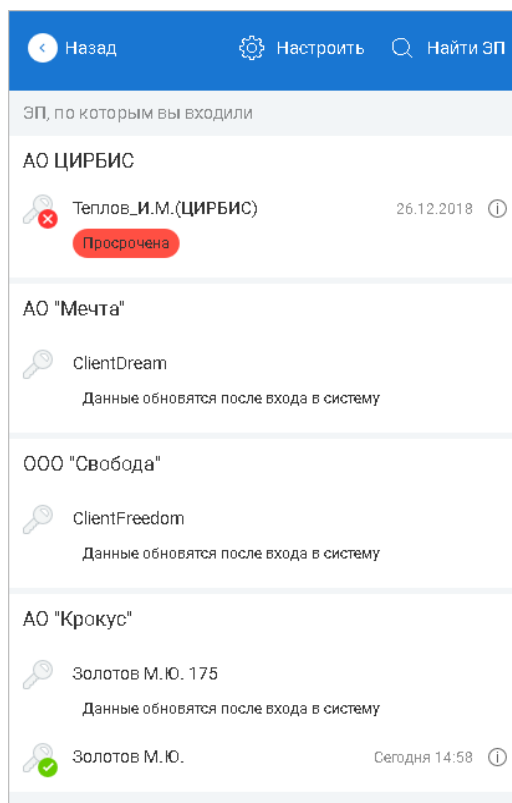 Назад Настроить Найти ЭП
ЭП, по которым вы входили
АО ЦИРБИС
Теплов_И.М.(ЦИРБИС) 26.12.2018
Просрочена
АО "Мечта"
ClientDream
Данные обновятся после входа в систему
ООО "Свобода"
ClientFreedom
Данные обновятся после входа в систему
АО "Крокус"
Золотов М.Ю. 175
Данные обновятся после входа в систему
Золотов М.Ю. Сегодня 14:58